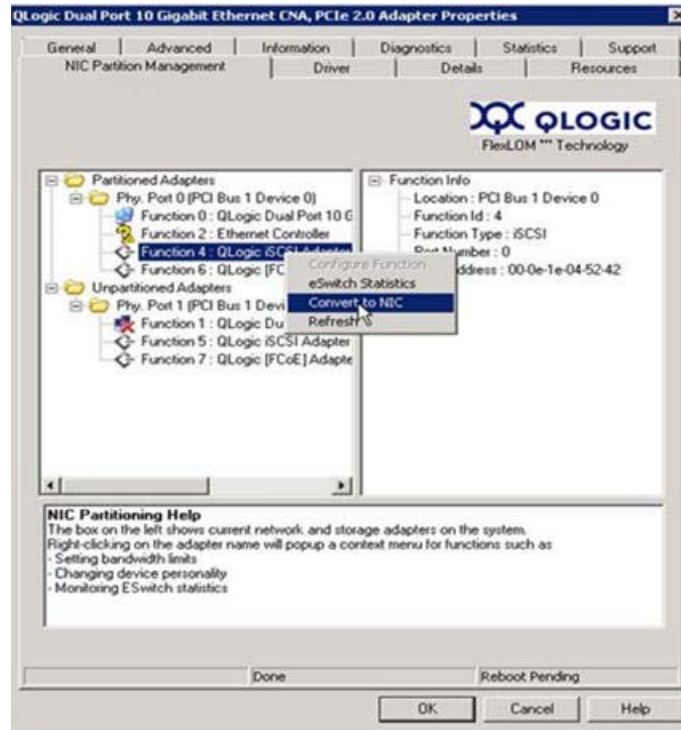 QLogic Dual Port 10 Gigabit Ethernet CNA, PCIe 2.0 Adapter Properties
General Advanced Information Diagnostics Statistics Support
NIC Partition Management Driver Details Resources
QLOGIC
FlexLOM ™ Technology
Partitioned Adapters
Phy. Port 0 (PCI Bus 1 Device 0)
Function 0 : QLogic Dual Port 10 G
Function 2 : Ethernet Controller
Function 4 : QLogic iSCSI Adapter
Function 6 : QLogic [FC
Unpartitioned Adapters
Phy. Port 1 (PCI Bus 1 Devi
Function 1 : QLogic Du
Function 5 : QLogic iSCSI Adapter
Function 7 : QLogic [FCoE] Adapte
Configure Function
eSwitch Statistics
Convert to NIC
Refresh
Function Info
Location : PCI Bus 1 Device 0
Function Id : 4
Function Type : iSCSI
Port Number : 0
ddress : 00-0e-1e-04-52-42
NIC Partitioning Help
The box on the left shows current network and storage adapters on the system.
Right-clicking on the adapter name will popup a context menu for functions such as
- Setting bandwidth limits
- Changing device personality
- Monitoring ESwitch statistics
Done Reboot Pending
OK Cancel Help